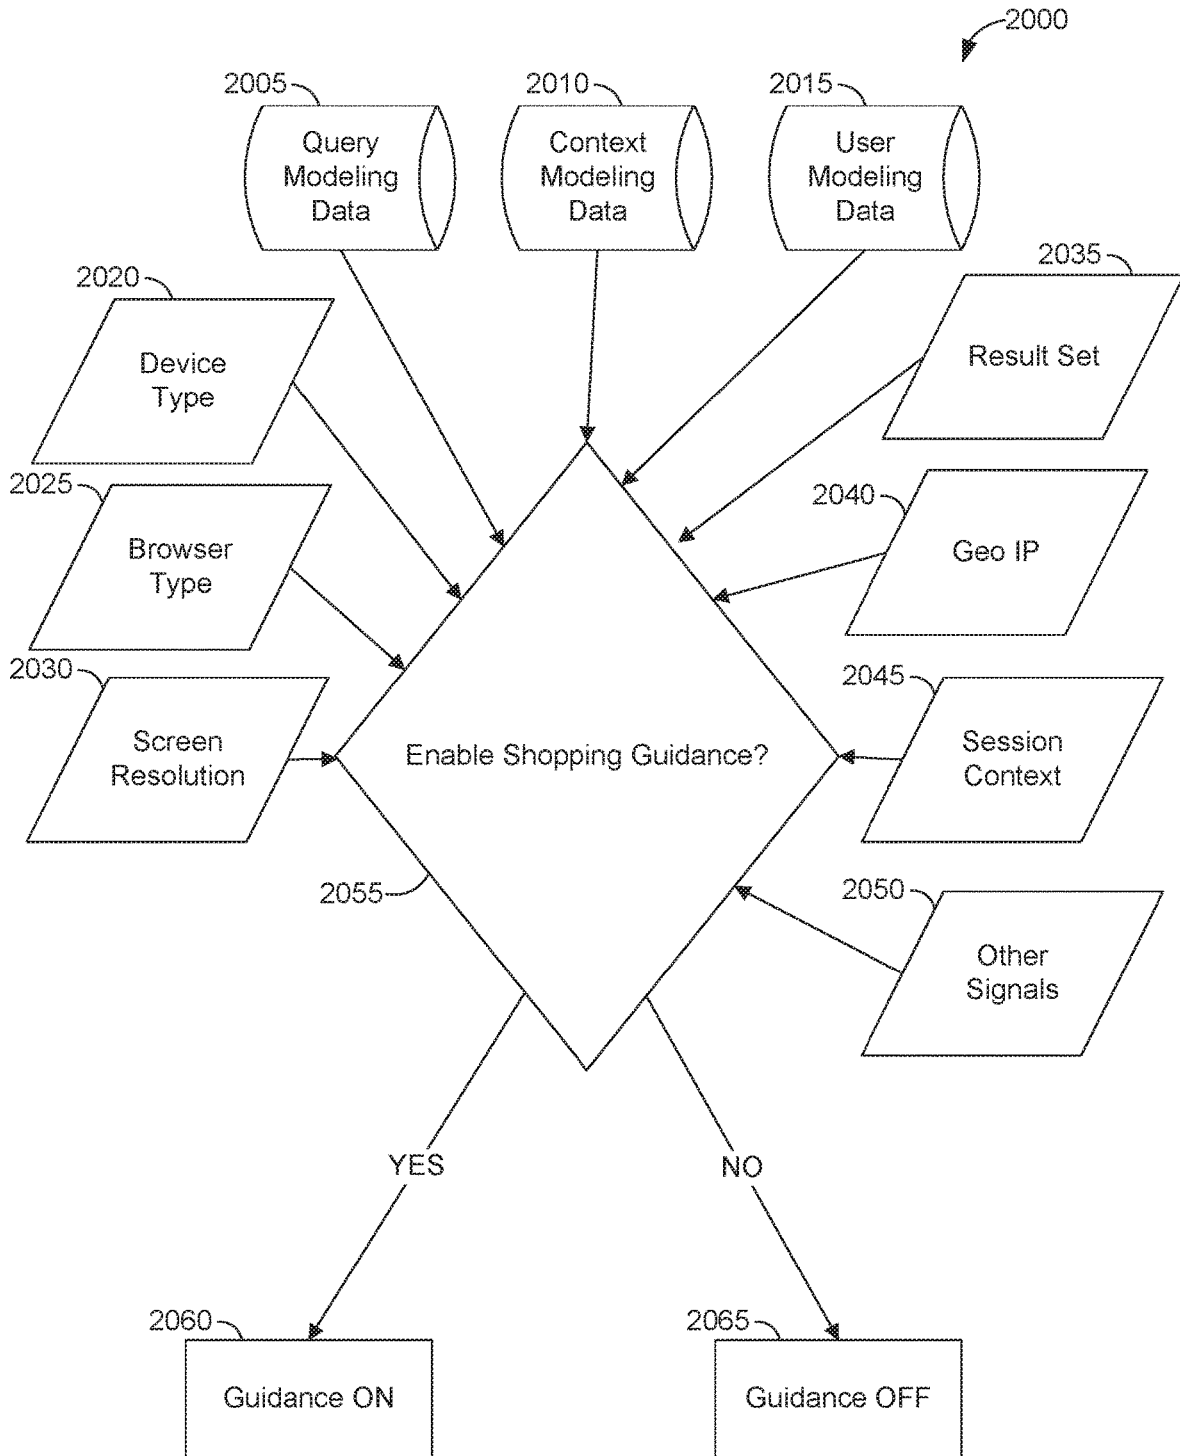 2000
2005
Query
Modeling
Data
2010
Context
Modeling
Data
2015
User
Modeling
Data
2020
Device
Type
2035
Result Set
2025
Browser
Type
2040
Geo IP
2030
Screen
Resolution
Enable Shopping Guidance?
2045
Session
Context
2055
2050
Other
Signals
YES
NO
2060
Guidance ON
2065
Guidance OFF